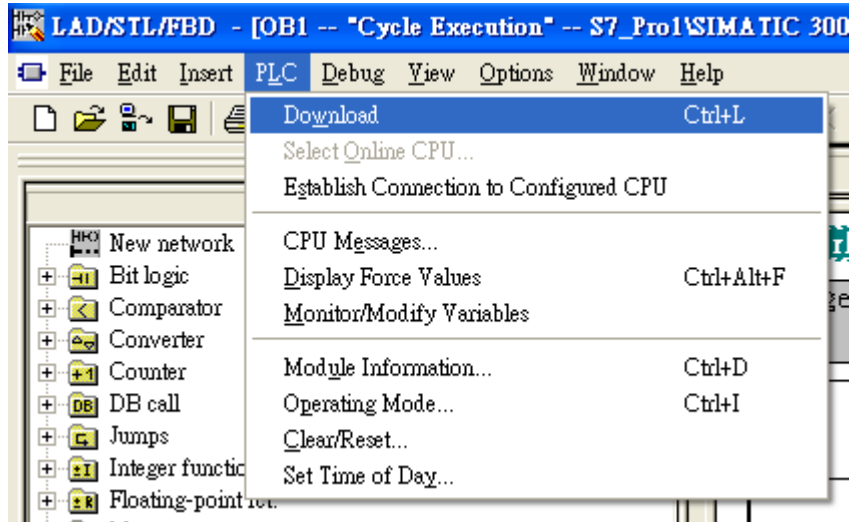 LAD/STL/FBD - [OB1 -- "Cycle Execution" -- S7_Pro1\SIMATIC 300
File Edit Insert PLC Debug View Options Window Help
Download Ctrl+L
Select Online CPU...
Establish Connection to Configured CPU
CPU Messages...
Display Force Values Ctrl+Alt+F
Monitor/Modify Variables
Module Information... Ctrl+D
Operating Mode... Ctrl+I
Clear/Reset...
Set Time of Day...
New network
Bit logic
Comparator
Converter
Counter
DB call
Jumps
Integer functio
Floating-point fct.